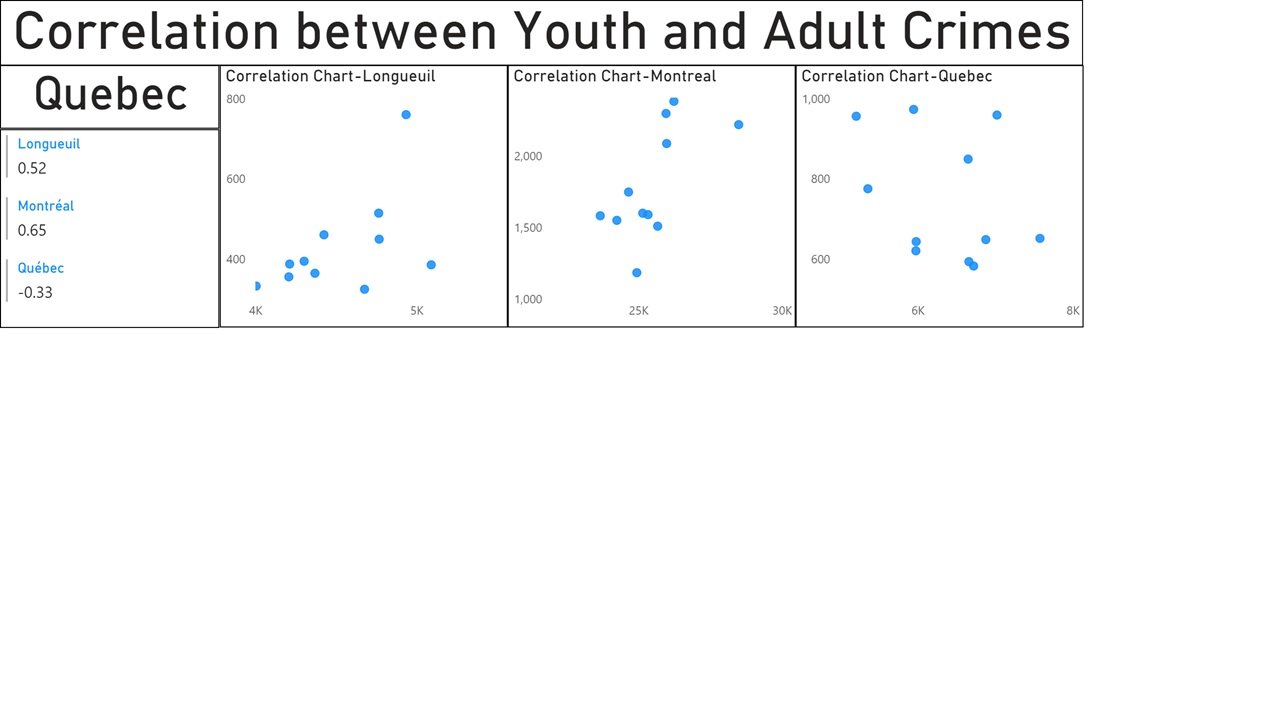 Correlation between Youth and Adult Crimes
Quebec
Longueuil
0.52
Montréal
0.65
Québec
-0.33
Correlation Chart-Longueuil
800
600
400
4K 5K
Correlation Chart-Montreal
2,000
1,500
1,000
25K 30K
Correlation Chart-Quebec
1,000
800
600
6K 8K